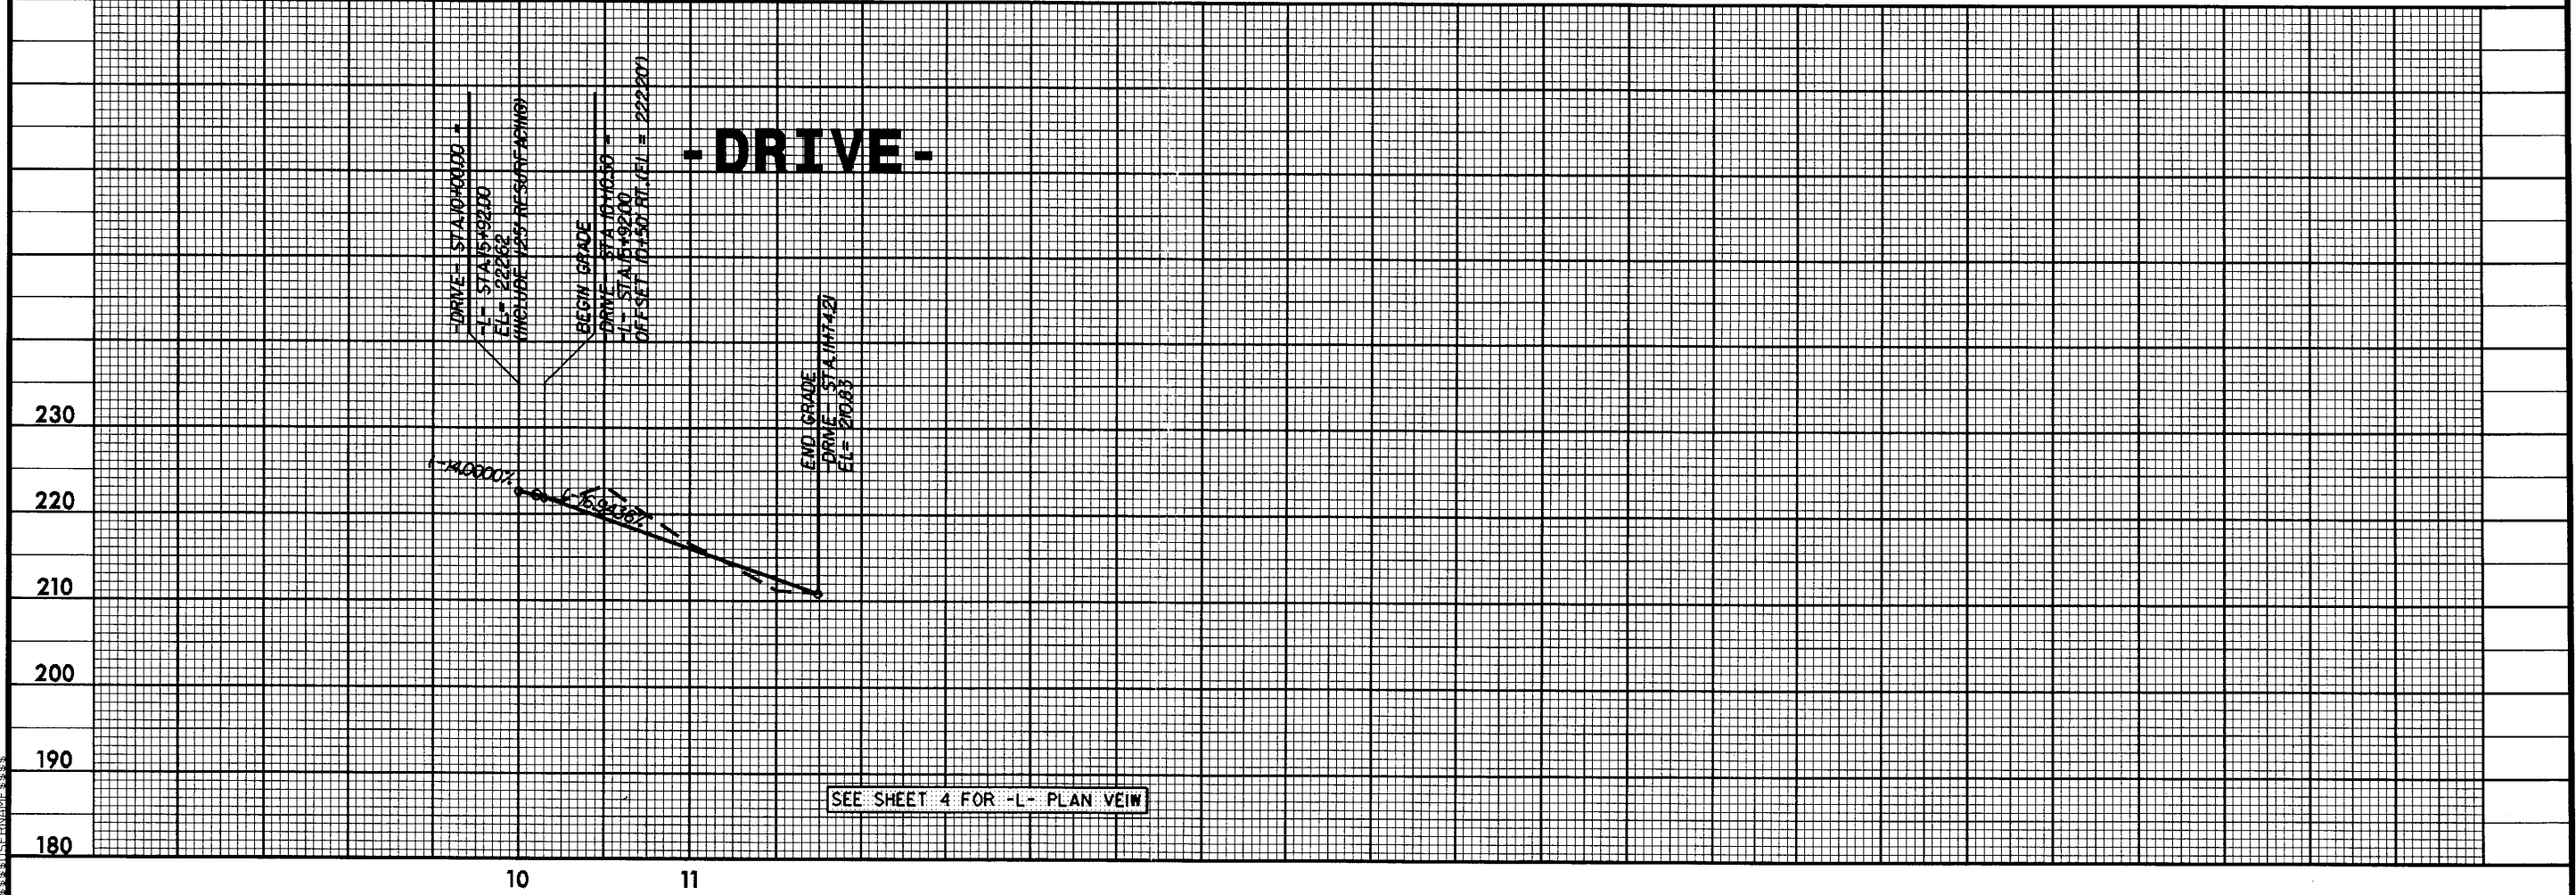 -DRIVE-
-DRIVE- STA.10+00.00 =
-L- STA.15+92.00
EL= 222.62
(INCLUDE 1.25" RESURFACING)
BEGIN GRADE
-DRIVE- STA 10+10.50 =
-L- STA.15+92.00
OFFSET 10+50' RT.(EL = 222.20')
END GRADE
-DRIVE- STA.11+74.21
EL= 210.83
(-)4.0000%
(-)6.9436%
230
220
210
200
190
180
SEE SHEET 4 FOR -L- PLAN VEIW
10
11